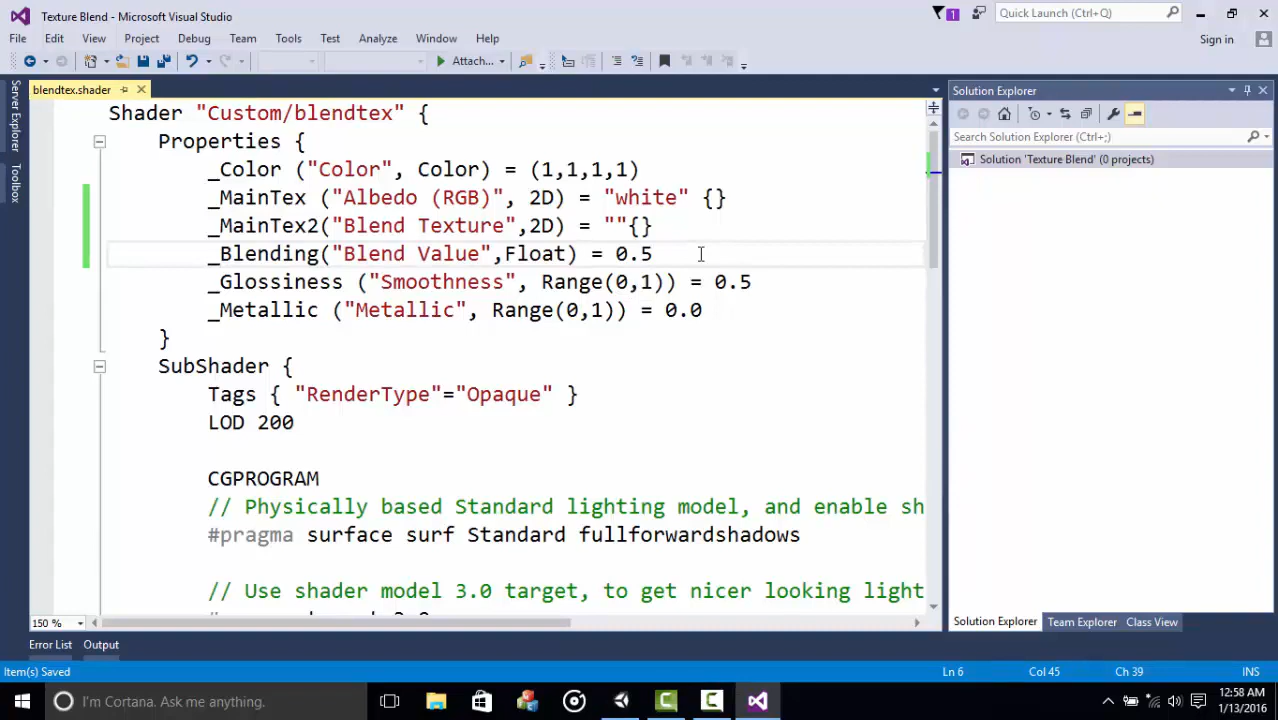 Texture Blend - Microsoft Visual Studio
1
Quick Launch (Ctrl+Q)
File Edit View Project Debug Team Tools Test Analyze Window Help
Sign in
Attach...
Server Explorer
Toolbox
blendtex.shader
Shader "Custom/blendtex" {
Properties {
_Color ("Color", Color) = (1,1,1,1)
_MainTex ("Albedo (RGB)", 2D) = "white" {}
_MainTex2("Blend Texture",2D) = ""{}
_Blending("Blend Value",Float) = 0.5
_Glossiness ("Smoothness", Range(0,1)) = 0.5
_Metallic ("Metallic", Range(0,1)) = 0.0
}
SubShader {
Tags { "RenderType"="Opaque" }
LOD 200
CGPROGRAM
// Physically based Standard lighting model, and enable sh
#pragma surface surf Standard fullforwardshadows
// Use shader model 3.0 target, to get nicer looking light
150 %
Solution Explorer
Search Solution Explorer (Ctrl+;)
Solution 'Texture Blend' (0 projects)
Solution Explorer Team Explorer Class View
Error List Output
Item(s) Saved Ln 6 Col 45 Ch 39 INS
I'm Cortana. Ask me anything.
12:58 AM
1/13/2016